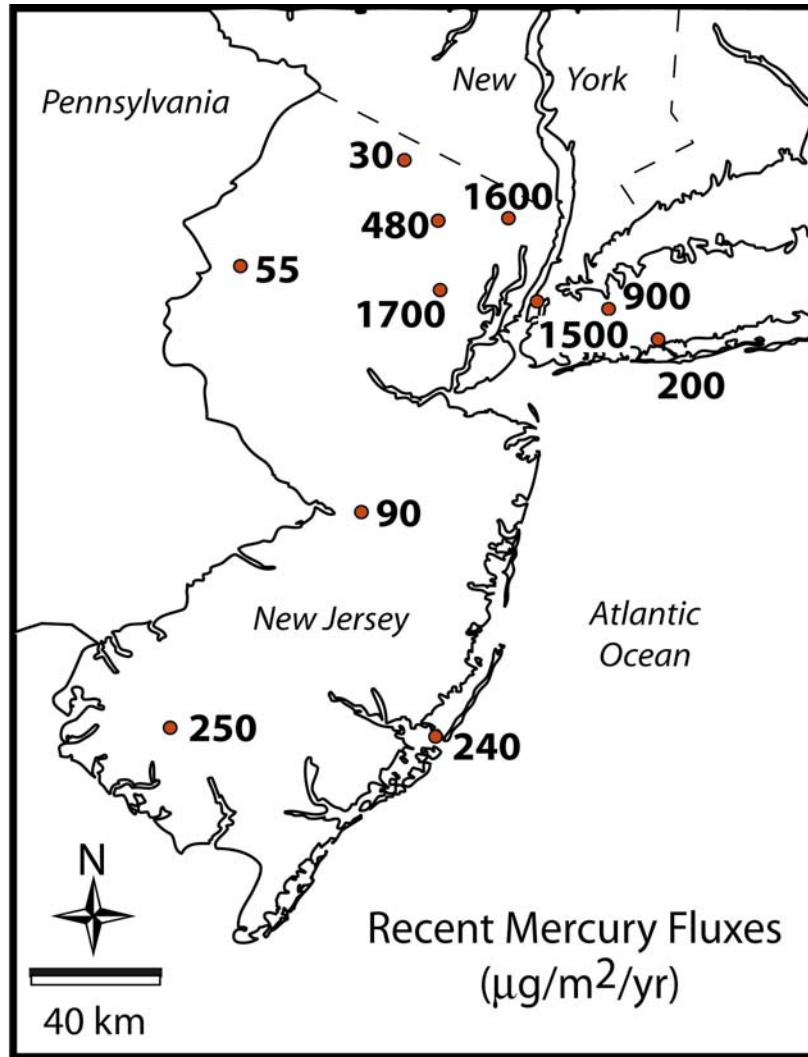 New York
Pennsylvania
30
1600
480
55
900
1700
1500
200
90
New Jersey
Atlantic
Ocean
250
240
N
Recent Mercury Fluxes
(µg/m²/yr)
40 km